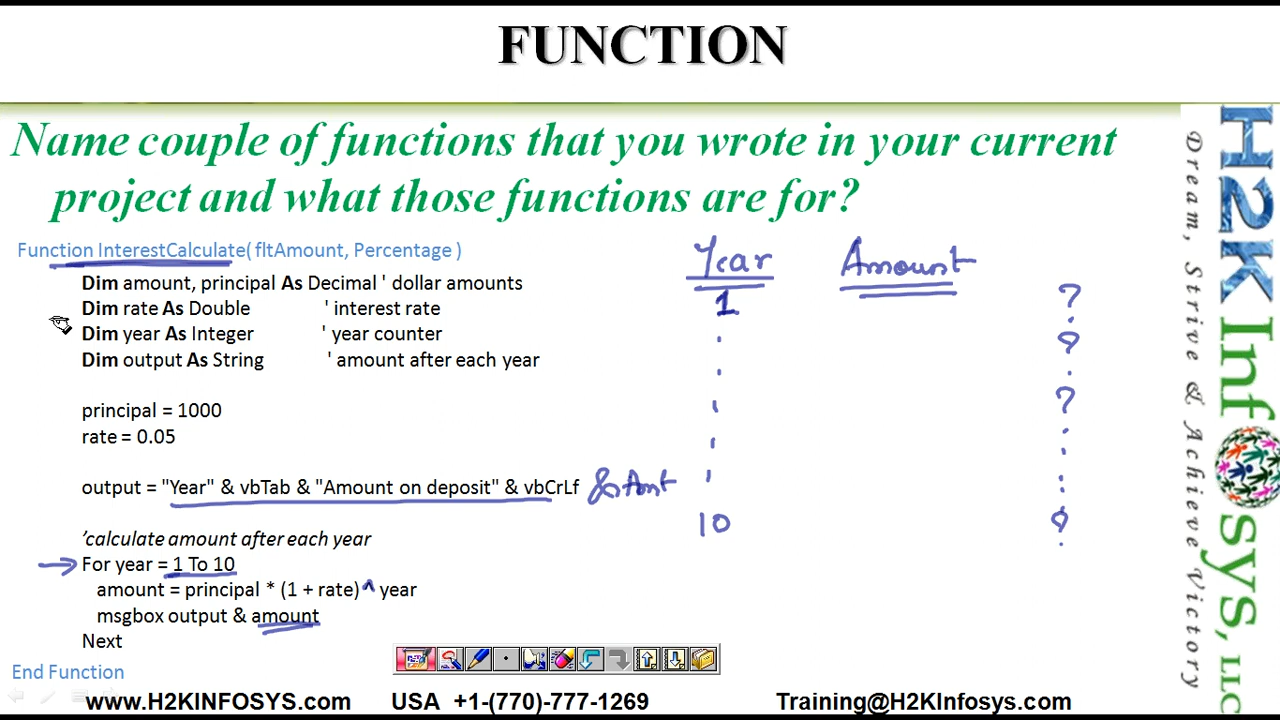 FUNCTION
Name couple of functions that you wrote in your current
project and what those functions are for?
Function InterestCalculate( fltAmount, Percentage )
Dim amount, principal As Decimal ' dollar amounts
Dim rate As Double ' interest rate
Dim year As Integer ' year counter
Dim output As String ' amount after each year
principal = 1000
rate = 0.05
output = "Year" & vbTab & "Amount on deposit" & vbCrLf & Amt
'calculate amount after each year
For year = 1 To 10
amount = principal * (1 + rate) ^ year
msgbox output & amount
Next
End Function
Year Amount
1 ?
?
?
10 ?
www.H2KINFOSYS.com USA +1-(770)-777-1269 Training@H2KInfosys.com
Dream, Strive & Achieve Victory
H2K Infosys, LLC